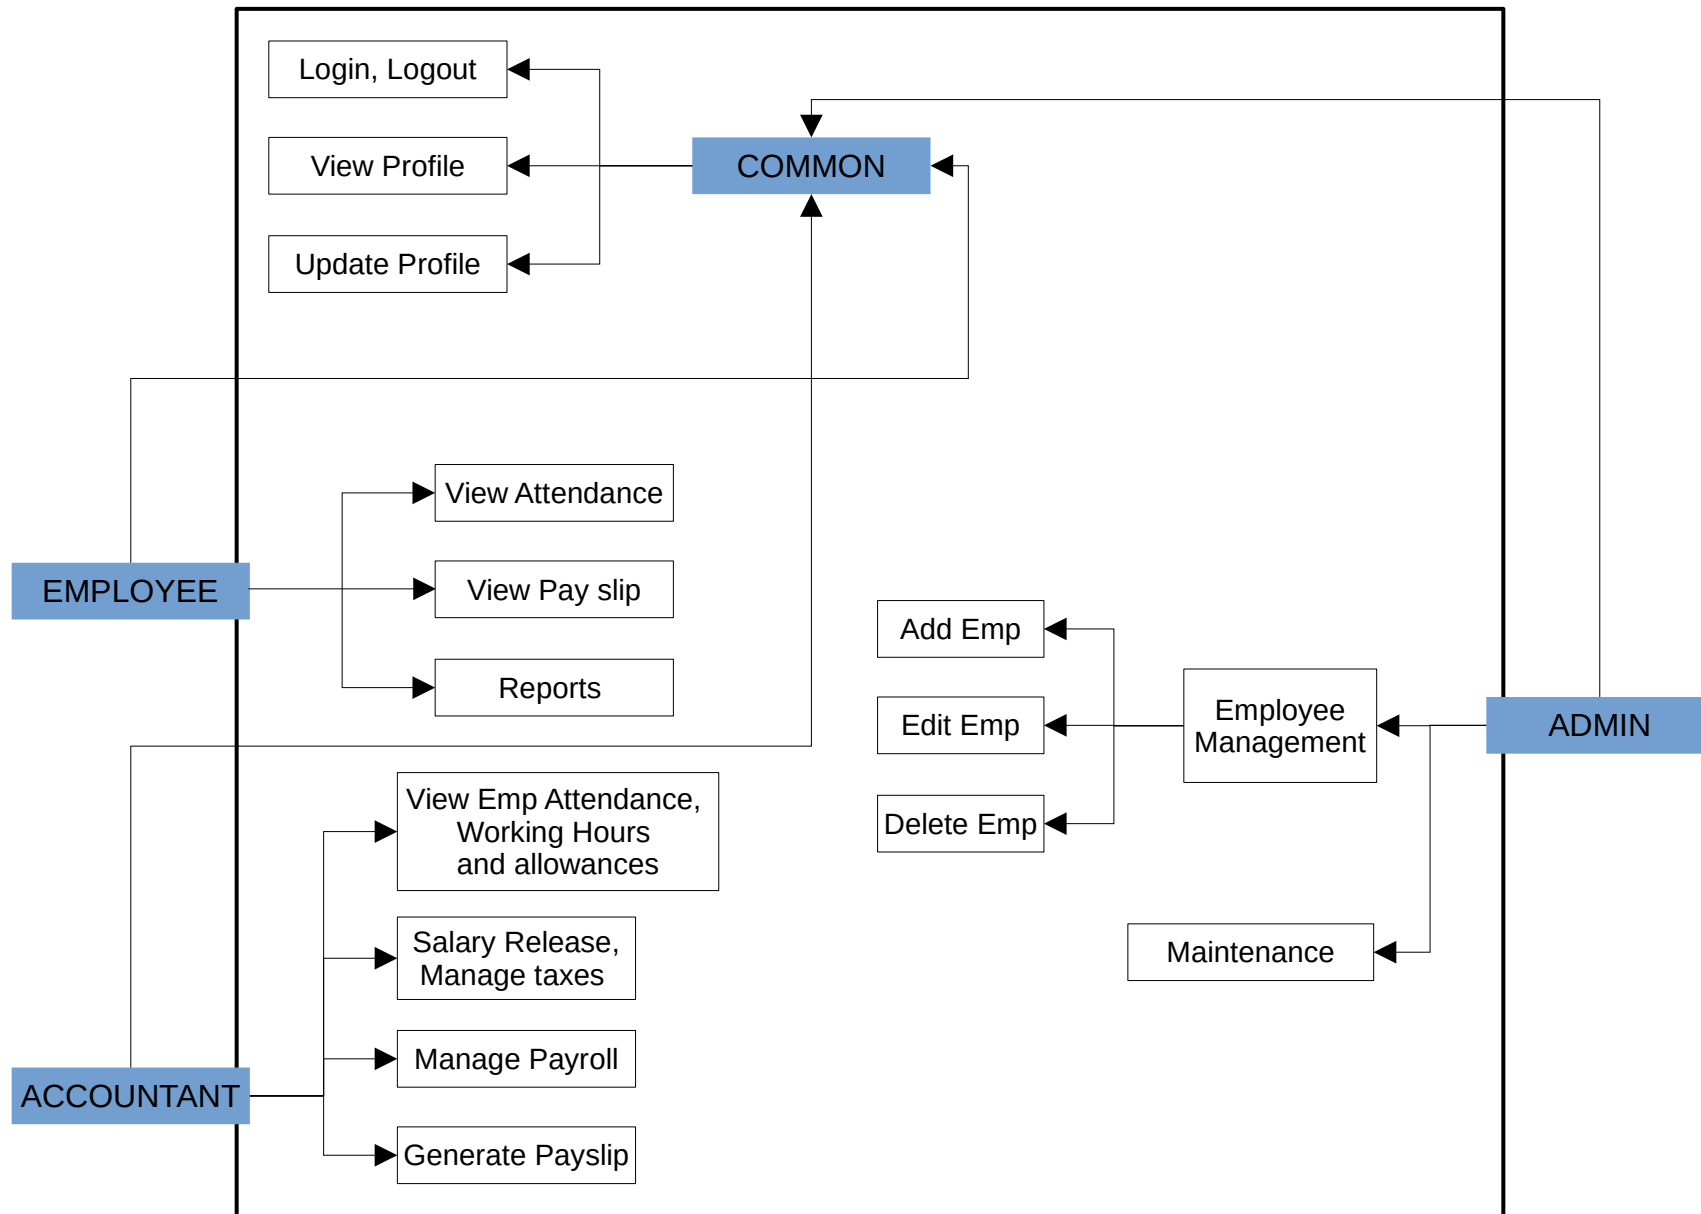 Login, Logout
View Profile
COMMON
Update Profile
View Attendance
EMPLOYEE
View Pay slip
Reports
Add Emp
Edit Emp
Delete Emp
Employee
Management
ADMIN
Maintenance
View Emp Attendance,
Working Hours
and allowances
Salary Release,
Manage taxes
Manage Payroll
ACCOUNTANT
Generate Payslip